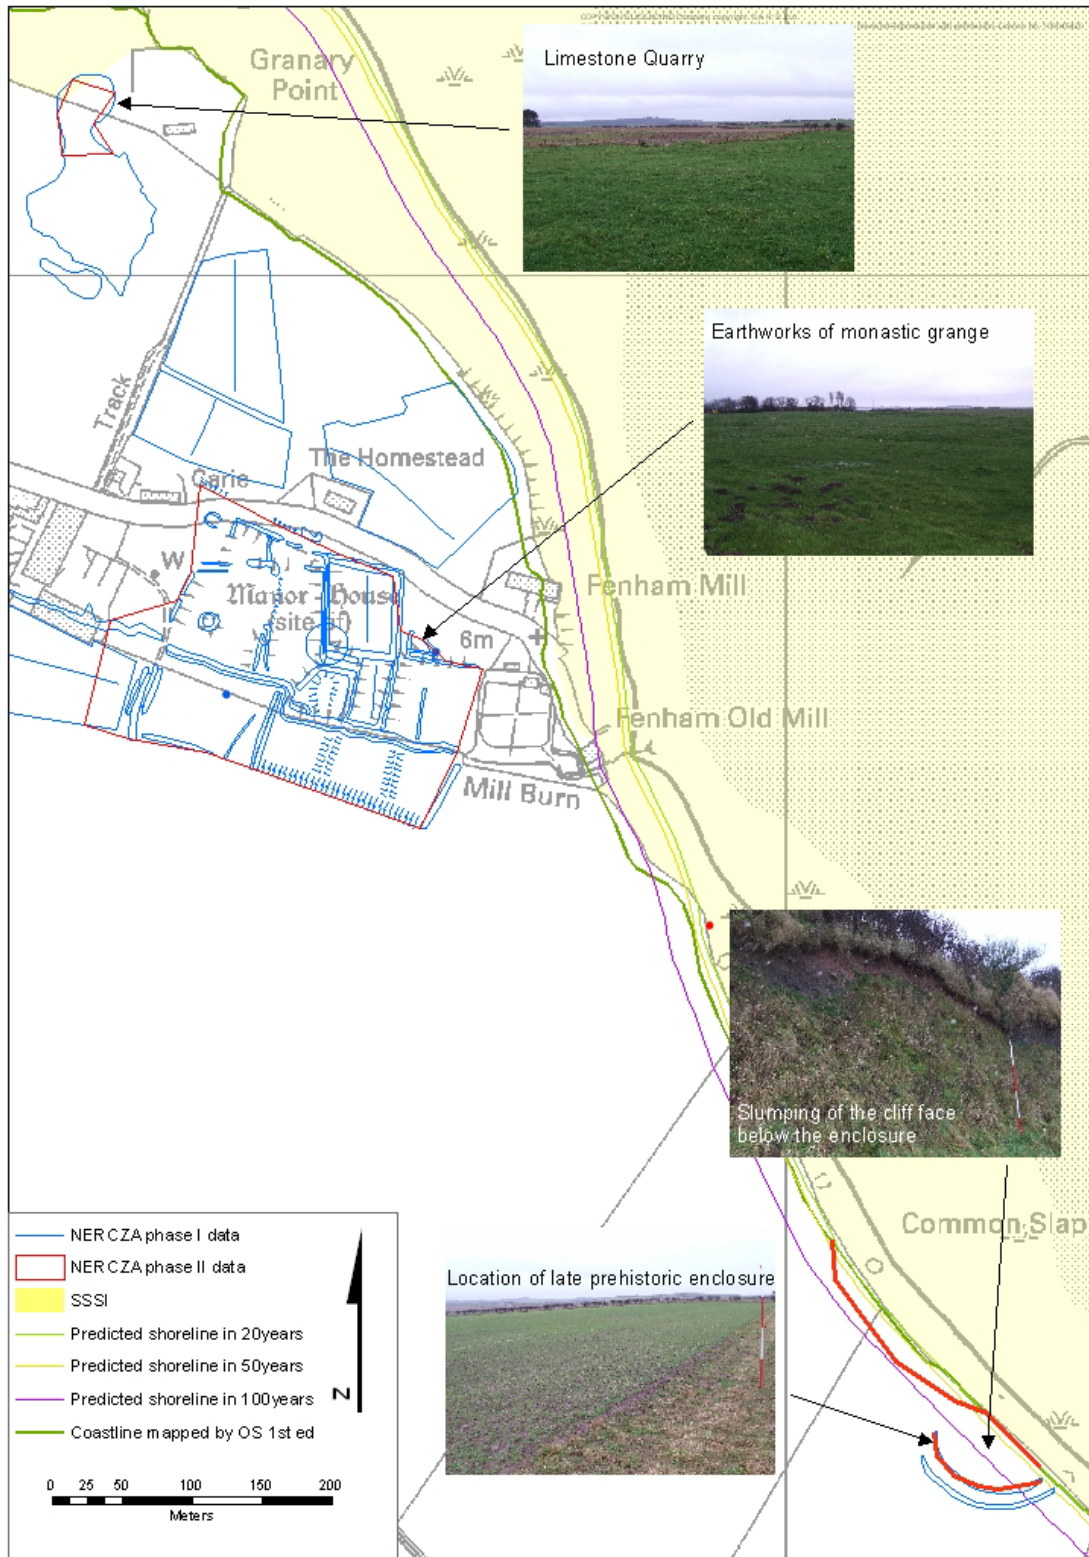 Granary
Point
Limestone Quarry
Earthworks of monastic grange
Track
Carie
The Homestead
W
Manor House
(site of)
6m
Fenham Mill
Fenham Old Mill
Mill Burn
Slumping of the cliff face
below the enclosure
Common Slap
Location of late prehistoric enclosure
NERCZA phase I data
NERCZA phase II data
SSSI
Predicted shoreline in 20years
Predicted shoreline in 50years
Predicted shoreline in 100years
Coastline mapped by OS 1st ed
N
0 25 50 100 150 200
Meters